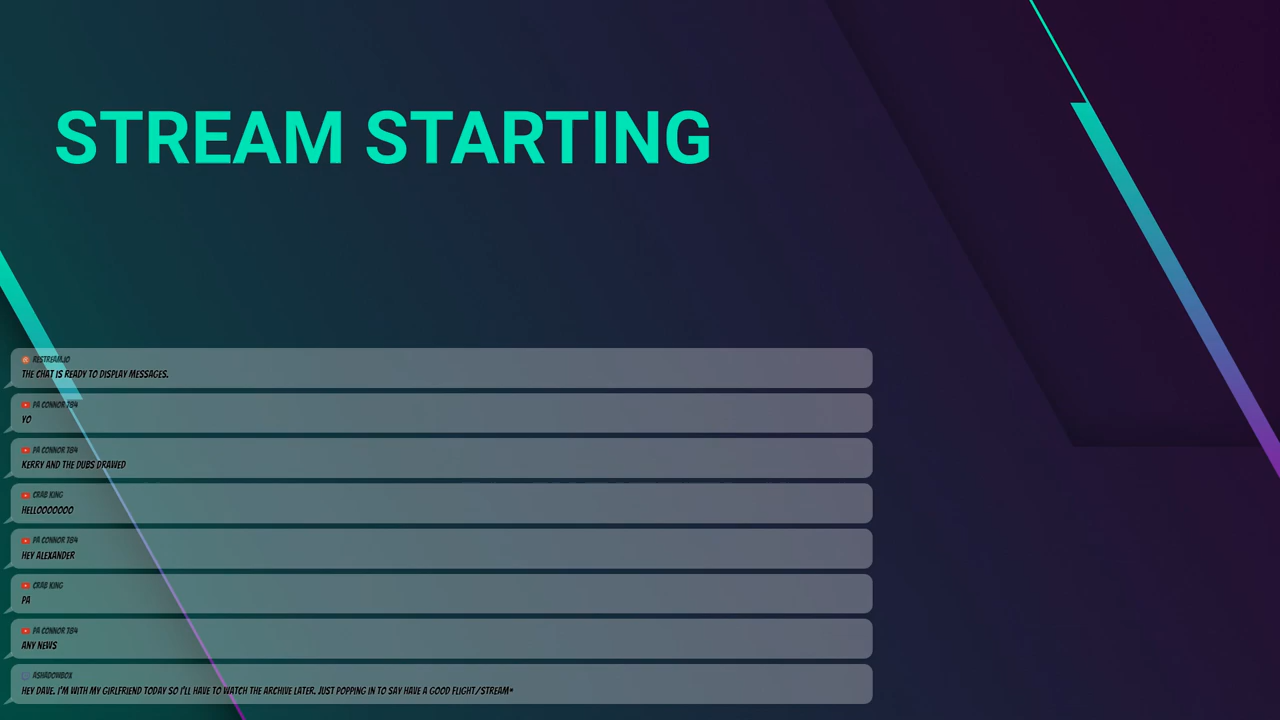 STREAM STARTING
RESTREAM.IO
THE CHAT IS READY TO DISPLAY MESSAGES.
PA CONNOR 784
YO
PA CONNOR 784
KERRY AND THE DUBS DRAWED
CRAB KING
HELLOOOOOOO
PA CONNOR 784
HEY ALEXANDER
CRAB KING
PA
PA CONNOR 784
ANY NEWS
ASHADOWBOX
HEY DAVE. I'M WITH MY GIRLFRIEND TODAY SO I'LL HAVE TO WATCH THE ARCHIVE LATER. JUST POPPING IN TO SAY HAVE A GOOD FLIGHT/STREAM*